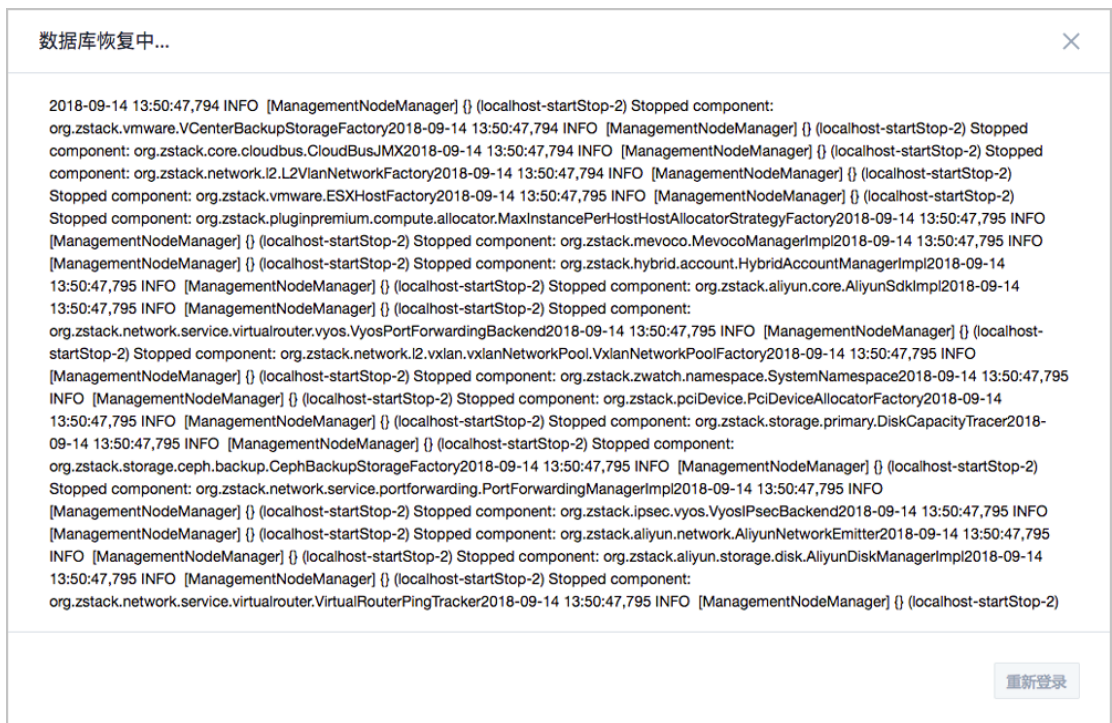 数据库恢复中...
2018-09-14 13:50:47,794 INFO  [ManagementNodeManager] {} (localhost-startStop-2) Stopped component:
org.zstack.vmware.VCenterBackupStorageFactory2018-09-14 13:50:47,794 INFO  [ManagementNodeManager] {} (localhost-startStop-2) Stopped
component: org.zstack.core.cloudbus.CloudBusJMX2018-09-14 13:50:47,794 INFO  [ManagementNodeManager] {} (localhost-startStop-2) Stopped
component: org.zstack.network.l2.L2VlanNetworkFactory2018-09-14 13:50:47,794 INFO  [ManagementNodeManager] {} (localhost-startStop-2)
Stopped component: org.zstack.vmware.ESXHostFactory2018-09-14 13:50:47,795 INFO  [ManagementNodeManager] {} (localhost-startStop-2)
Stopped component: org.zstack.pluginpremium.compute.allocator.MaxInstancePerHostHostAllocatorStrategyFactory2018-09-14 13:50:47,795 INFO
[ManagementNodeManager] {} (localhost-startStop-2) Stopped component: org.zstack.mevoco.MevocoManagerImpl2018-09-14 13:50:47,795 INFO
[ManagementNodeManager] {} (localhost-startStop-2) Stopped component: org.zstack.hybrid.account.HybridAccountManagerImpl2018-09-14
13:50:47,795 INFO  [ManagementNodeManager] {} (localhost-startStop-2) Stopped component: org.zstack.aliyun.core.AliyunSdkImpl2018-09-14
13:50:47,795 INFO  [ManagementNodeManager] {} (localhost-startStop-2) Stopped component:
org.zstack.network.service.virtualrouter.vyos.VyosPortForwardingBackend2018-09-14 13:50:47,795 INFO  [ManagementNodeManager] {} (localhost-
startStop-2) Stopped component: org.zstack.network.l2.vxlan.vxlanNetworkPool.VxlanNetworkPoolFactory2018-09-14 13:50:47,795 INFO
[ManagementNodeManager] {} (localhost-startStop-2) Stopped component: org.zstack.zwatch.namespace.SystemNamespace2018-09-14 13:50:47,795
INFO  [ManagementNodeManager] {} (localhost-startStop-2) Stopped component: org.zstack.pciDevice.PciDeviceAllocatorFactory2018-09-14
13:50:47,795 INFO  [ManagementNodeManager] {} (localhost-startStop-2) Stopped component: org.zstack.storage.primary.DiskCapacityTracer2018-
09-14 13:50:47,795 INFO  [ManagementNodeManager] {} (localhost-startStop-2) Stopped component:
org.zstack.storage.ceph.backup.CephBackupStorageFactory2018-09-14 13:50:47,795 INFO  [ManagementNodeManager] {} (localhost-startStop-2)
Stopped component: org.zstack.network.service.portforwarding.PortForwardingManagerImpl2018-09-14 13:50:47,795 INFO
[ManagementNodeManager] {} (localhost-startStop-2) Stopped component: org.zstack.ipsec.vyos.VyosIPsecBackend2018-09-14 13:50:47,795 INFO
[ManagementNodeManager] {} (localhost-startStop-2) Stopped component: org.zstack.aliyun.network.AliyunNetworkEmitter2018-09-14 13:50:47,795
INFO  [ManagementNodeManager] {} (localhost-startStop-2) Stopped component: org.zstack.aliyun.storage.disk.AliyunDiskManagerImpl2018-09-14
13:50:47,795 INFO  [ManagementNodeManager] {} (localhost-startStop-2) Stopped component:
org.zstack.network.service.virtualrouter.VirtualRouterPingTracker2018-09-14 13:50:47,795 INFO  [ManagementNodeManager] {} (localhost-startStop-2)
重新登录